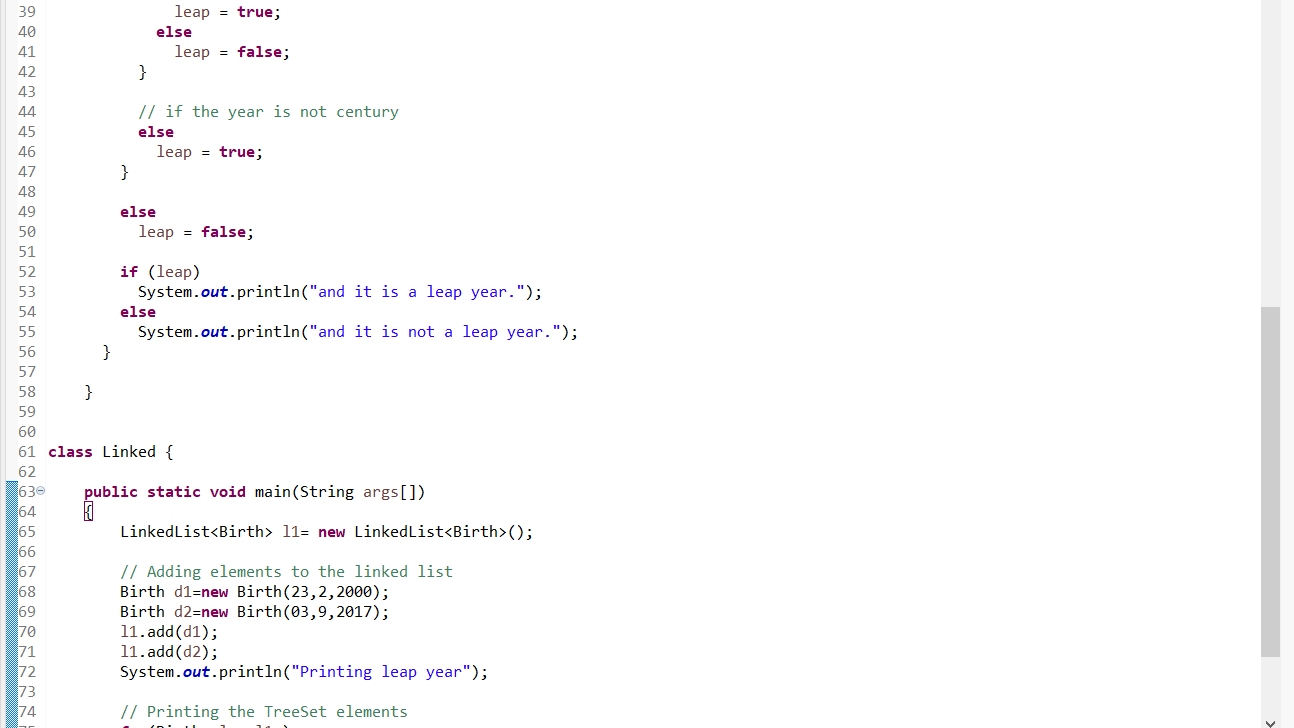 39 leap = true;
40 else
41 leap = false;
42 }
43
44 // if the year is not century
45 else
46 leap = true;
47 }
48
49 else
50 leap = false;
51
52 if (leap)
53 System.out.println("and it is a leap year.");
54 else
55 System.out.println("and it is not a leap year.");
56 }
57
58 }
59
60
61 class Linked {
62
63 public static void main(String args[])
64 {
65 LinkedList<Birth> l1= new LinkedList<Birth>();
66
67 // Adding elements to the linked list
68 Birth d1=new Birth(23,2,2000);
69 Birth d2=new Birth(03,9,2017);
70 l1.add(d1);
71 l1.add(d2);
72 System.out.println("Printing leap year");
73
74 // Printing the TreeSet elements